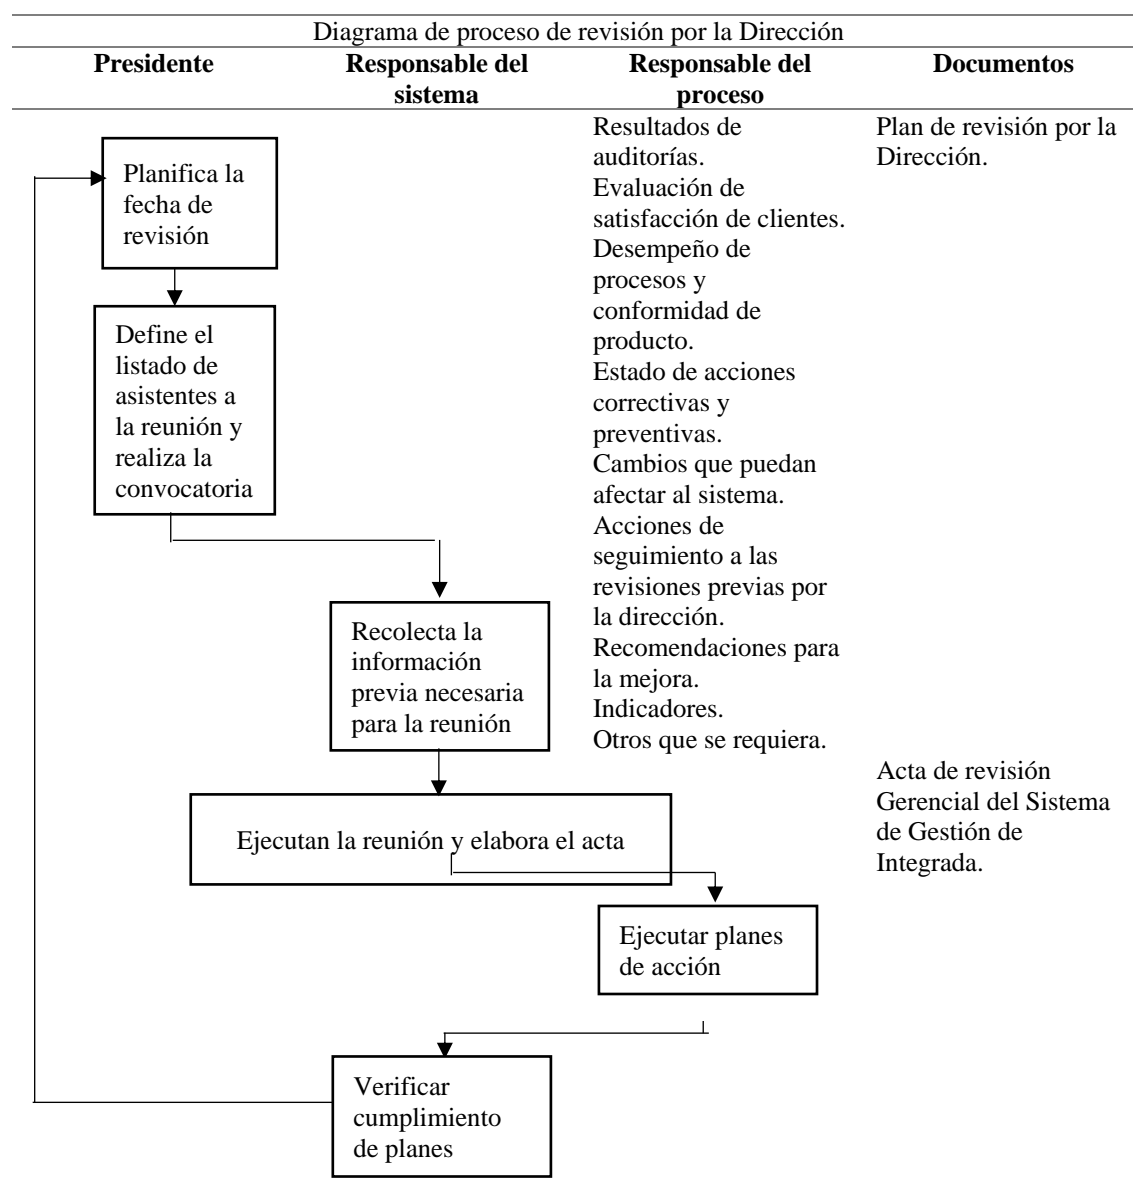 Diagrama de proceso de revisión por la Dirección
Presidente
Responsable del
sistema
Responsable del
proceso
Documentos
Planifica la
fecha de
revisión
Define el
listado de
asistentes a
la reunión y
realiza la
convocatoria
Recolecta la
información
previa necesaria
para la reunión
Resultados de
auditorías.
Evaluación de
satisfacción de clientes.
Desempeño de
procesos y
conformidad de
producto.
Estado de acciones
correctivas y
preventivas.
Cambios que puedan
afectar al sistema.
Acciones de
seguimiento a las
revisiones previas por
la dirección.
Recomendaciones para
la mejora.
Indicadores.
Otros que se requiera.
Plan de revisión por la
Dirección.
Ejecutan la reunión y elabora el acta
Acta de revisión
Gerencial del Sistema
de Gestión de
Integrada.
Ejecutar planes
de acción
Verificar
cumplimiento
de planes